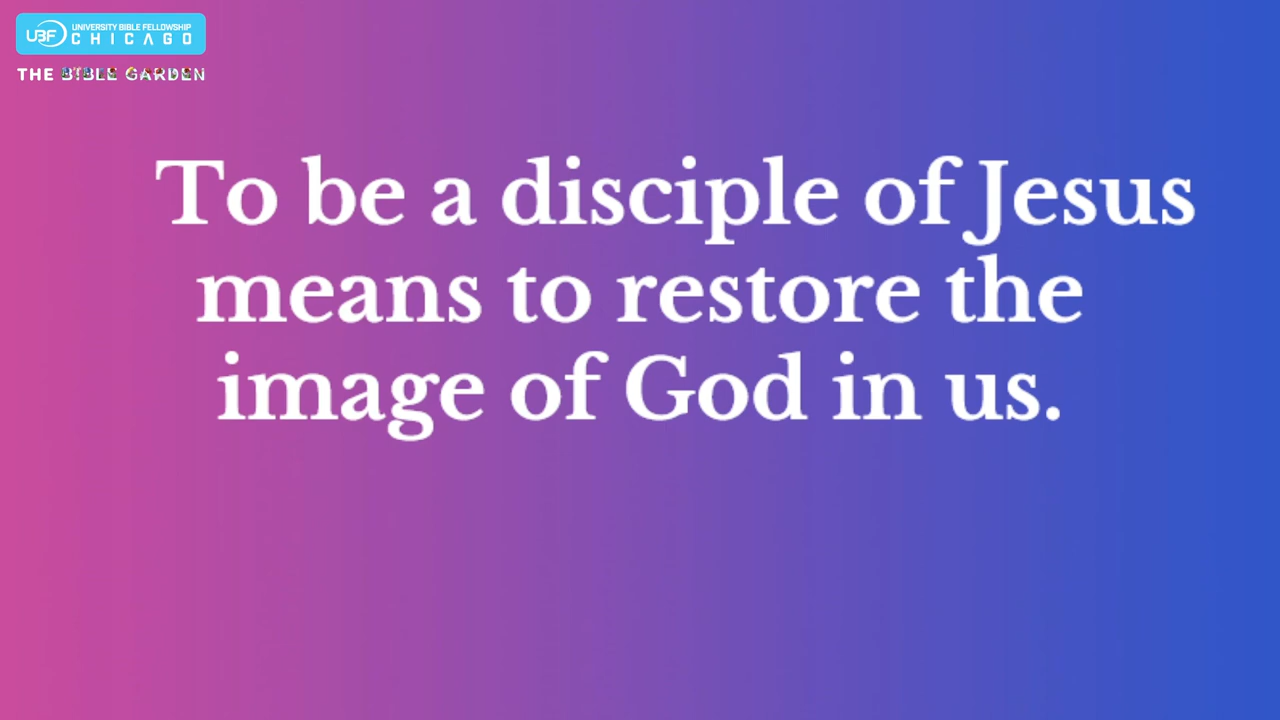 UBF UNIVERSITY BIBLE FELLOWSHIP
CHICAGO
THE BIBLE GARDEN
To be a disciple of Jesus
means to restore the
image of God in us.